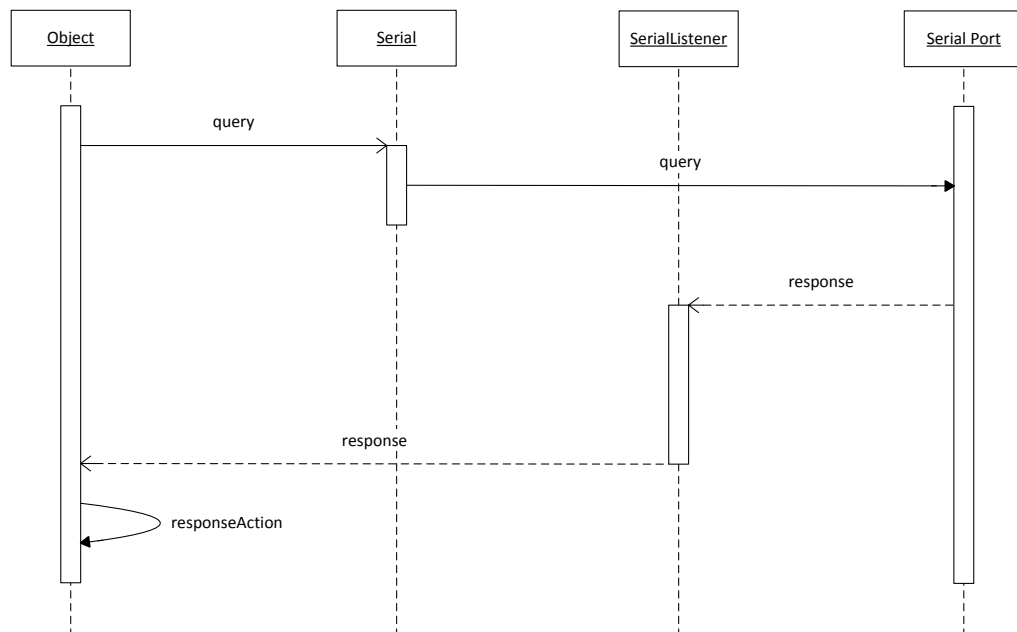 Object
Serial
SerialListener
Serial Port
query
query
response
response
responseAction